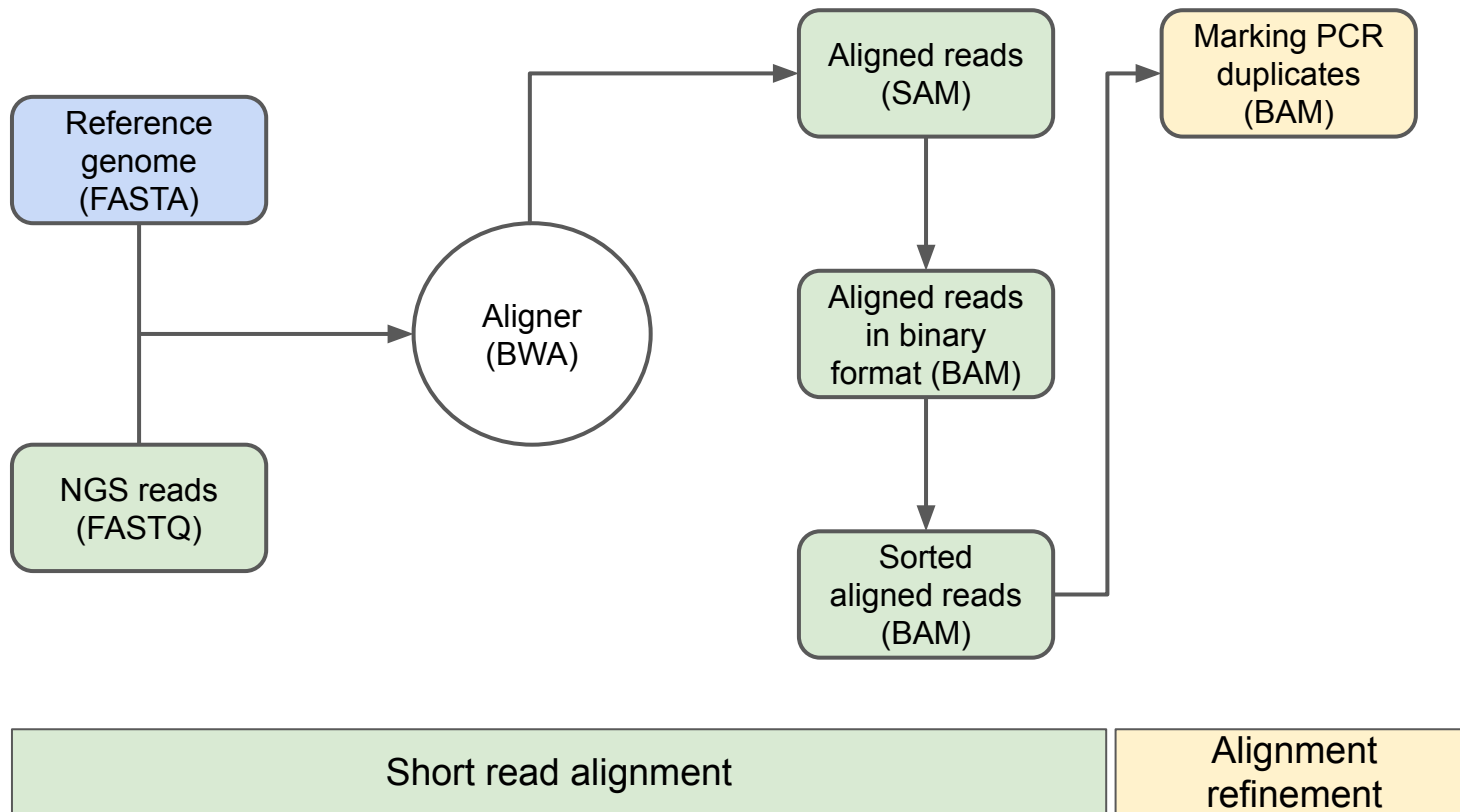 Reference
genome
(FASTA)
NGS reads
(FASTQ)
Aligner
(BWA)
Aligned reads
(SAM)
Aligned reads
in binary
format (BAM)
Sorted
aligned reads
(BAM)
Marking PCR
duplicates
(BAM)
Short read alignment
Alignment
refinement